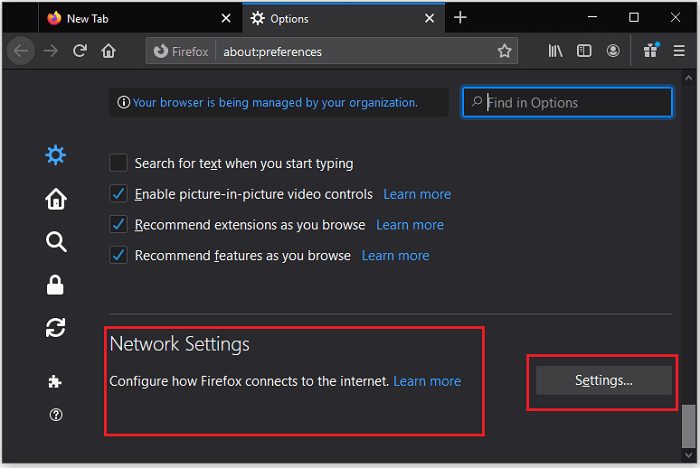 New Tab
Options
Firefox
about:preferences
Your browser is being managed by your organization.
Find in Options
Search for text when you start typing
Enable picture-in-picture video controls Learn more
Recommend extensions as you browse Learn more
Recommend features as you browse Learn more
Network Settings
Configure how Firefox connects to the internet. Learn more
Settings...